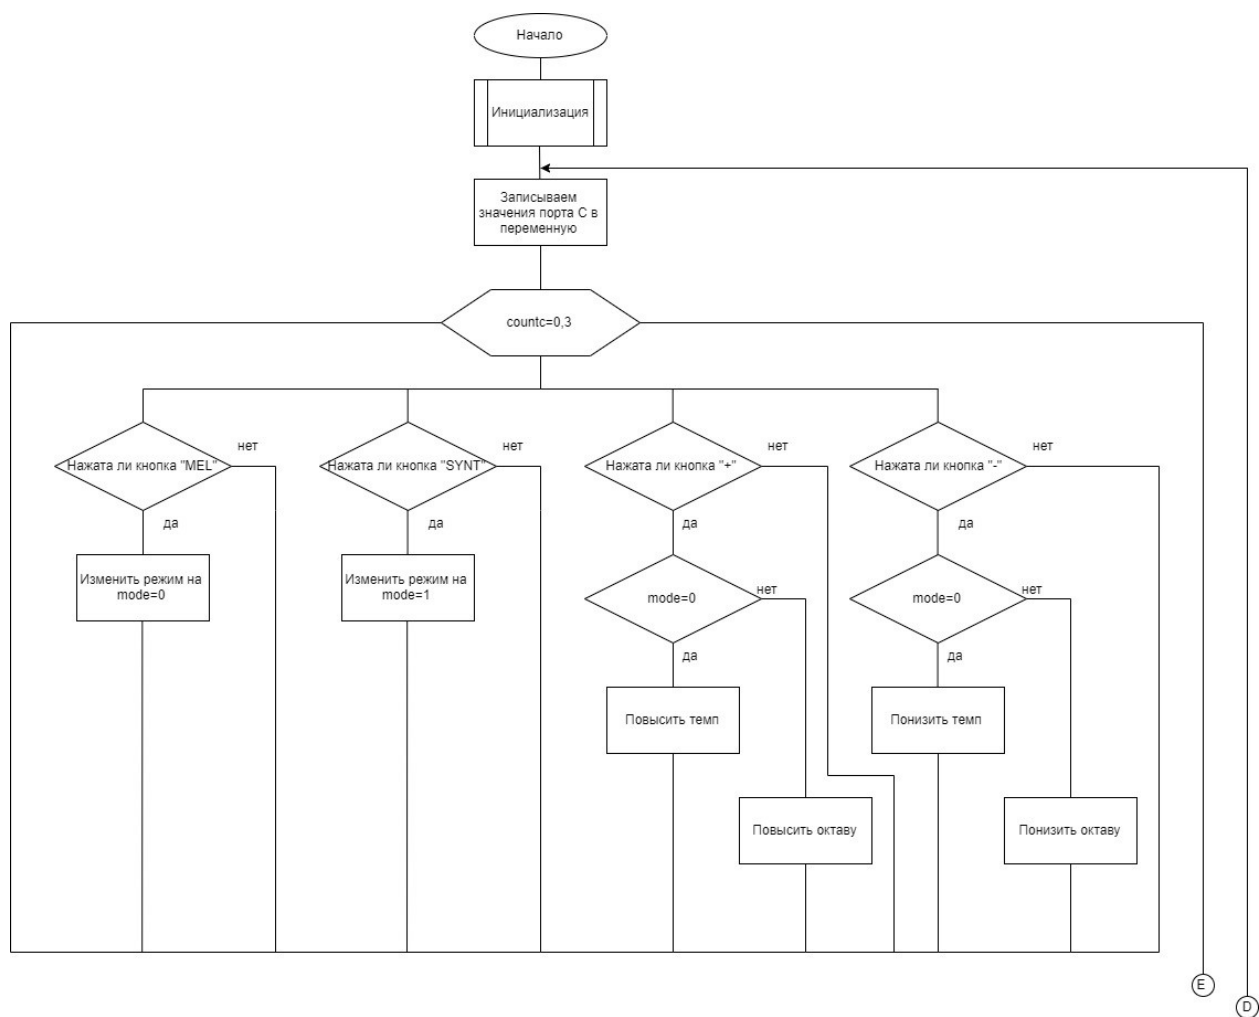 Начало
Инициализация
Записываем
значения порта С в
переменную
countc=0,3
нет
нет
нет
нет
Нажата ли кнопка "MEL"
Нажата ли кнопка "SYNT"
Нажата ли кнопка "+"
Нажата ли кнопка "-"
да
да
да
да
Изменить режим на
mode=0
Изменить режим на
mode=1
mode=0
нет
mode=0
нет
да
да
Повысить темп
Понизить темп
Повысить октаву
Понизить октаву
E
D